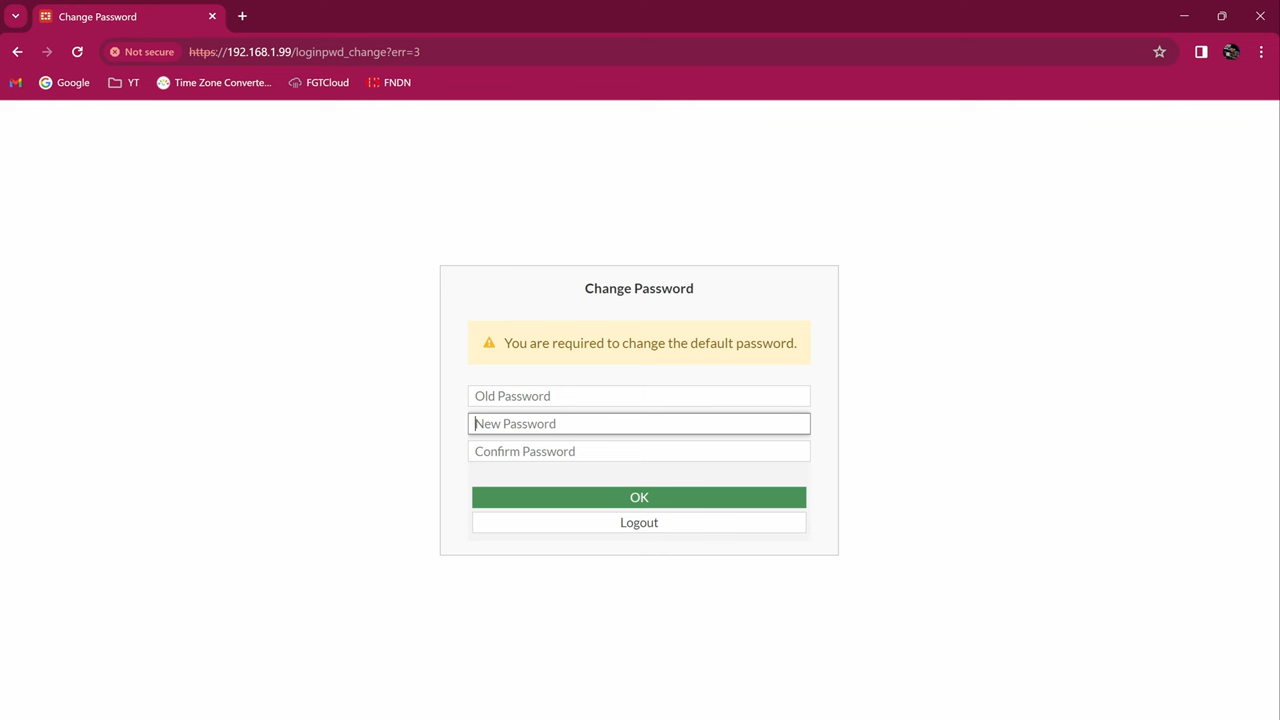 Change Password
Not secure https://192.168.1.99/loginpwd_change?err=3
Google YT Time Zone Converte... FGTCloud FNDN
Change Password
You are required to change the default password.
Old Password
New Password
Confirm Password
OK
Logout